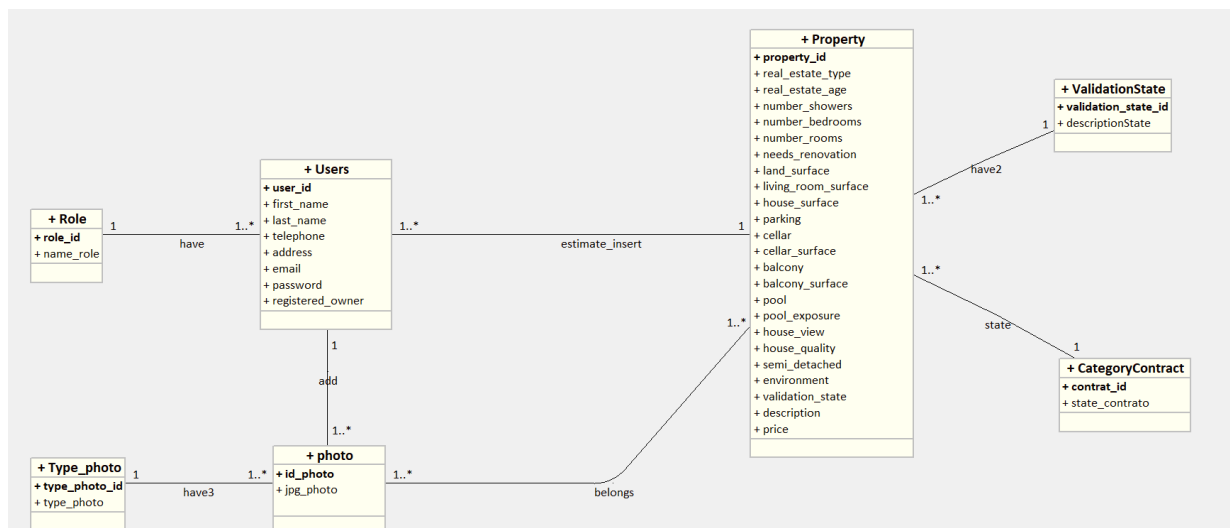 + Property
+ property_id
+ real_estate_type
+ real_estate_age
+ number_showers
+ number_bedrooms
+ number_rooms
+ needs_renovation
+ land_surface
+ living_room_surface
+ house_surface
+ parking
+ cellar
+ cellar_surface
+ balcony
+ balcony_surface
+ pool
+ pool_exposure
+ house_view
+ house_quality
+ semi_detached
+ environment
+ validation_state
+ description
+ price
+ ValidationState
+ validation_state_id
+ descriptionState
1
have2
1..*
+ Users
+ user_id
+ first_name
+ last_name
+ telephone
+ address
+ email
+ password
+ registered_owner
+ Role
+ role_id
+ name_role
1
1..*
have
1..*
1
estimate_insert
1..*
state
1
+ CategoryContract
+ contrat_id
+ state_contrato
1
add
1..*
1..*
+ photo
+ id_photo
+ jpg_photo
+ Type_photo
+ type_photo_id
+ type_photo
1
1..*
have3
1..*
belongs